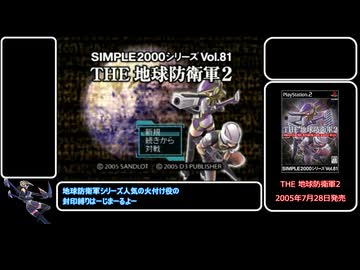 SIMPLE2000シリーズ Vol.81
THE 地球防衛軍2
新規
続きから
対戦
©2005 SANDLOT ©2005 D3 PUBLISHER
地球防衛軍シリーズ人気の火付け役の
封印縛りはーじまーるよー
PlayStation 2
THE 地球防衛軍2
SIMPLE2000シリーズ Vol.81
THE 地球防衛軍2
2005年7月28日発売